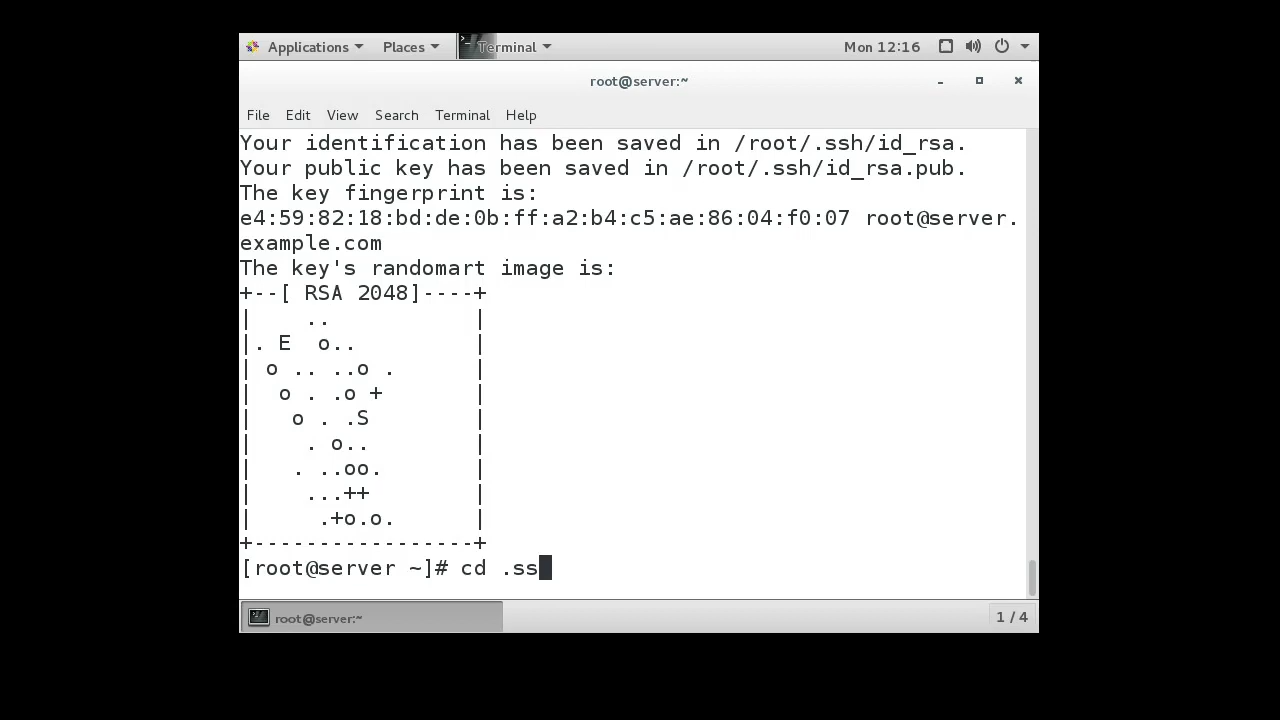 Applications Places Terminal Mon 12:16
root@server:~
File Edit View Search Terminal Help
Your identification has been saved in /root/.ssh/id_rsa.
Your public key has been saved in /root/.ssh/id_rsa.pub.
The key fingerprint is:
e4:59:82:18:bd:de:0b:ff:a2:b4:c5:ae:86:04:f0:07 root@server.
example.com
The key's randomart image is:
+--[ RSA 2048]----+
|    ..           |
|. E  o..         |
| o .. ..o .      |
|  o . .o +       |
|   o . .S        |
|    . o..        |
|   . ..oo.       |
|    ...++        |
|     .+o.o.      |
+-----------------+
[root@server ~]# cd .ss
root@server:~ 1 / 4